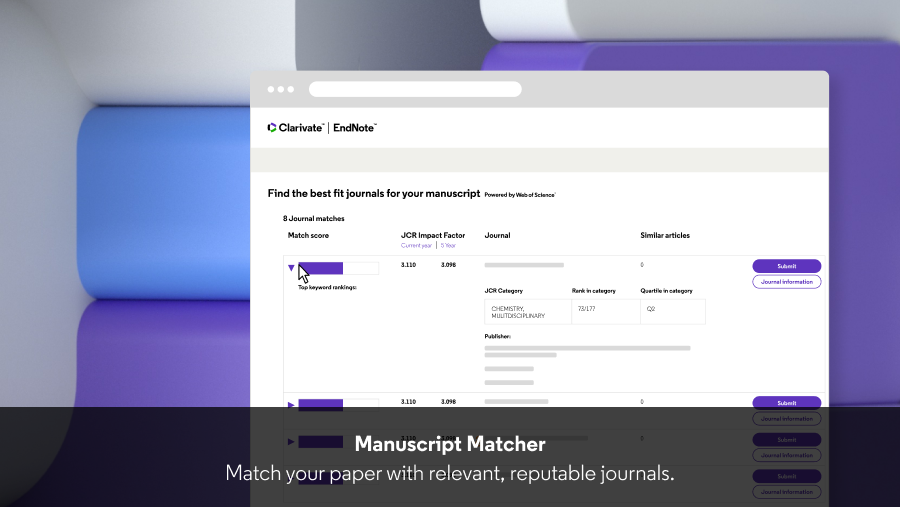 Clarivate™ | EndNote™
Find the best fit journals for your manuscript Powered by Web of Science™
8 Journal matches
Match score JCR Impact Factor Journal Similar articles
Current year | 5 Year
3.110 3.098 0 Submit
Journal information
Top keyword rankings:
JCR Category Rank in category Quartile in category
CHEMISTRY, 73/177 Q2
MULITDISCIPLINARY
Publisher:
3.110 3.098 0 Submit
Journal information
Submit
Manuscript Matcher
Journal information
Match your paper with relevant, reputable journals.
Submit
Journal information